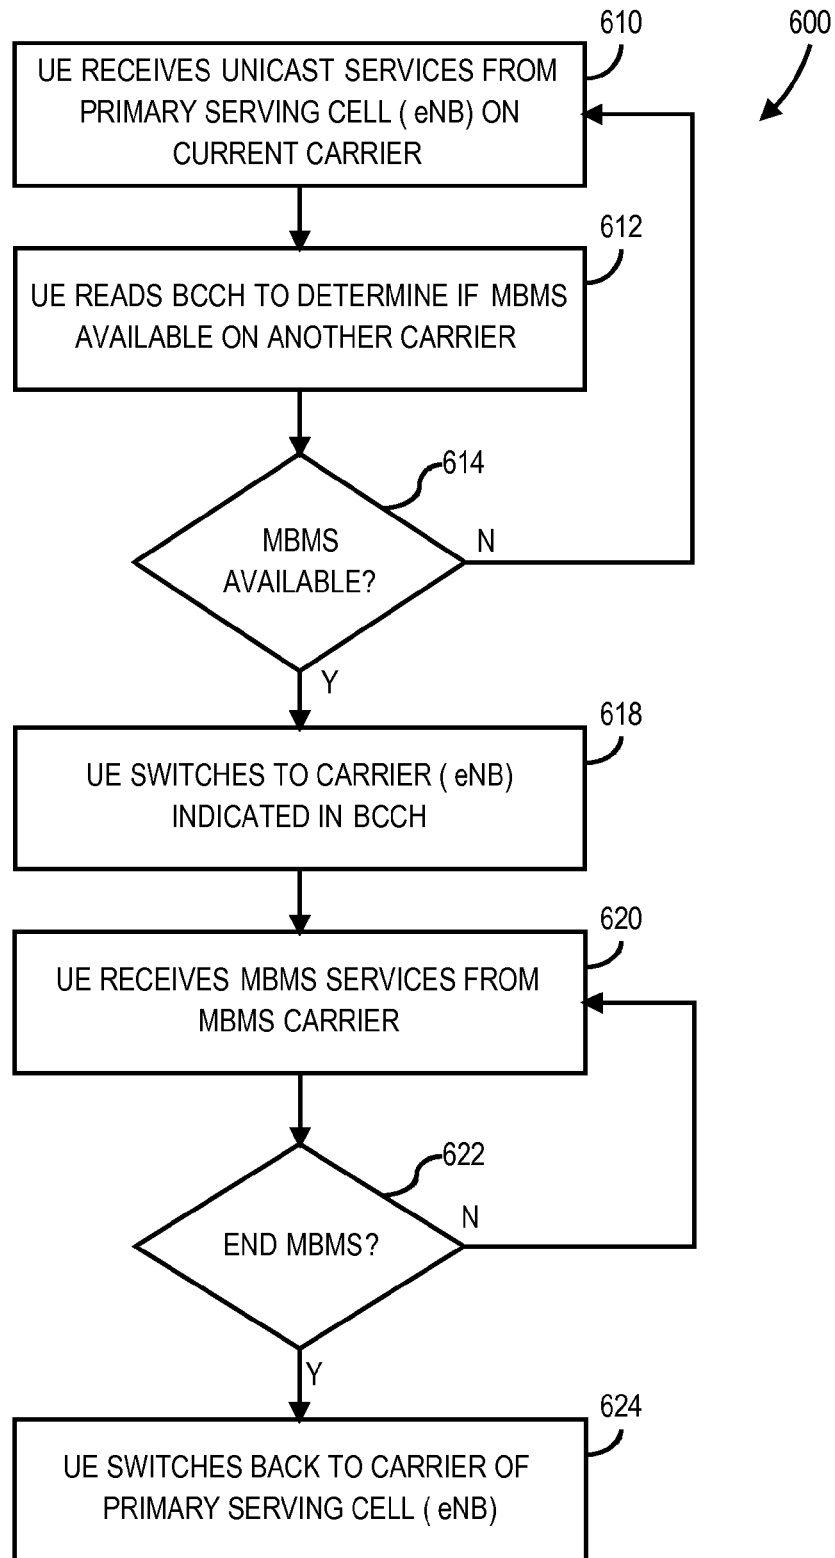 610
600
UE RECEIVES UNICAST SERVICES FROM
PRIMARY SERVING CELL ( eNB) ON
CURRENT CARRIER
612
UE READS BCCH TO DETERMINE IF MBMS
AVAILABLE ON ANOTHER CARRIER
614
MBMS
AVAILABLE?
N
Y
618
UE SWITCHES TO CARRIER ( eNB)
INDICATED IN BCCH
620
UE RECEIVES MBMS SERVICES FROM
MBMS CARRIER
622
END MBMS?
N
Y
624
UE SWITCHES BACK TO CARRIER OF
PRIMARY SERVING CELL ( eNB)